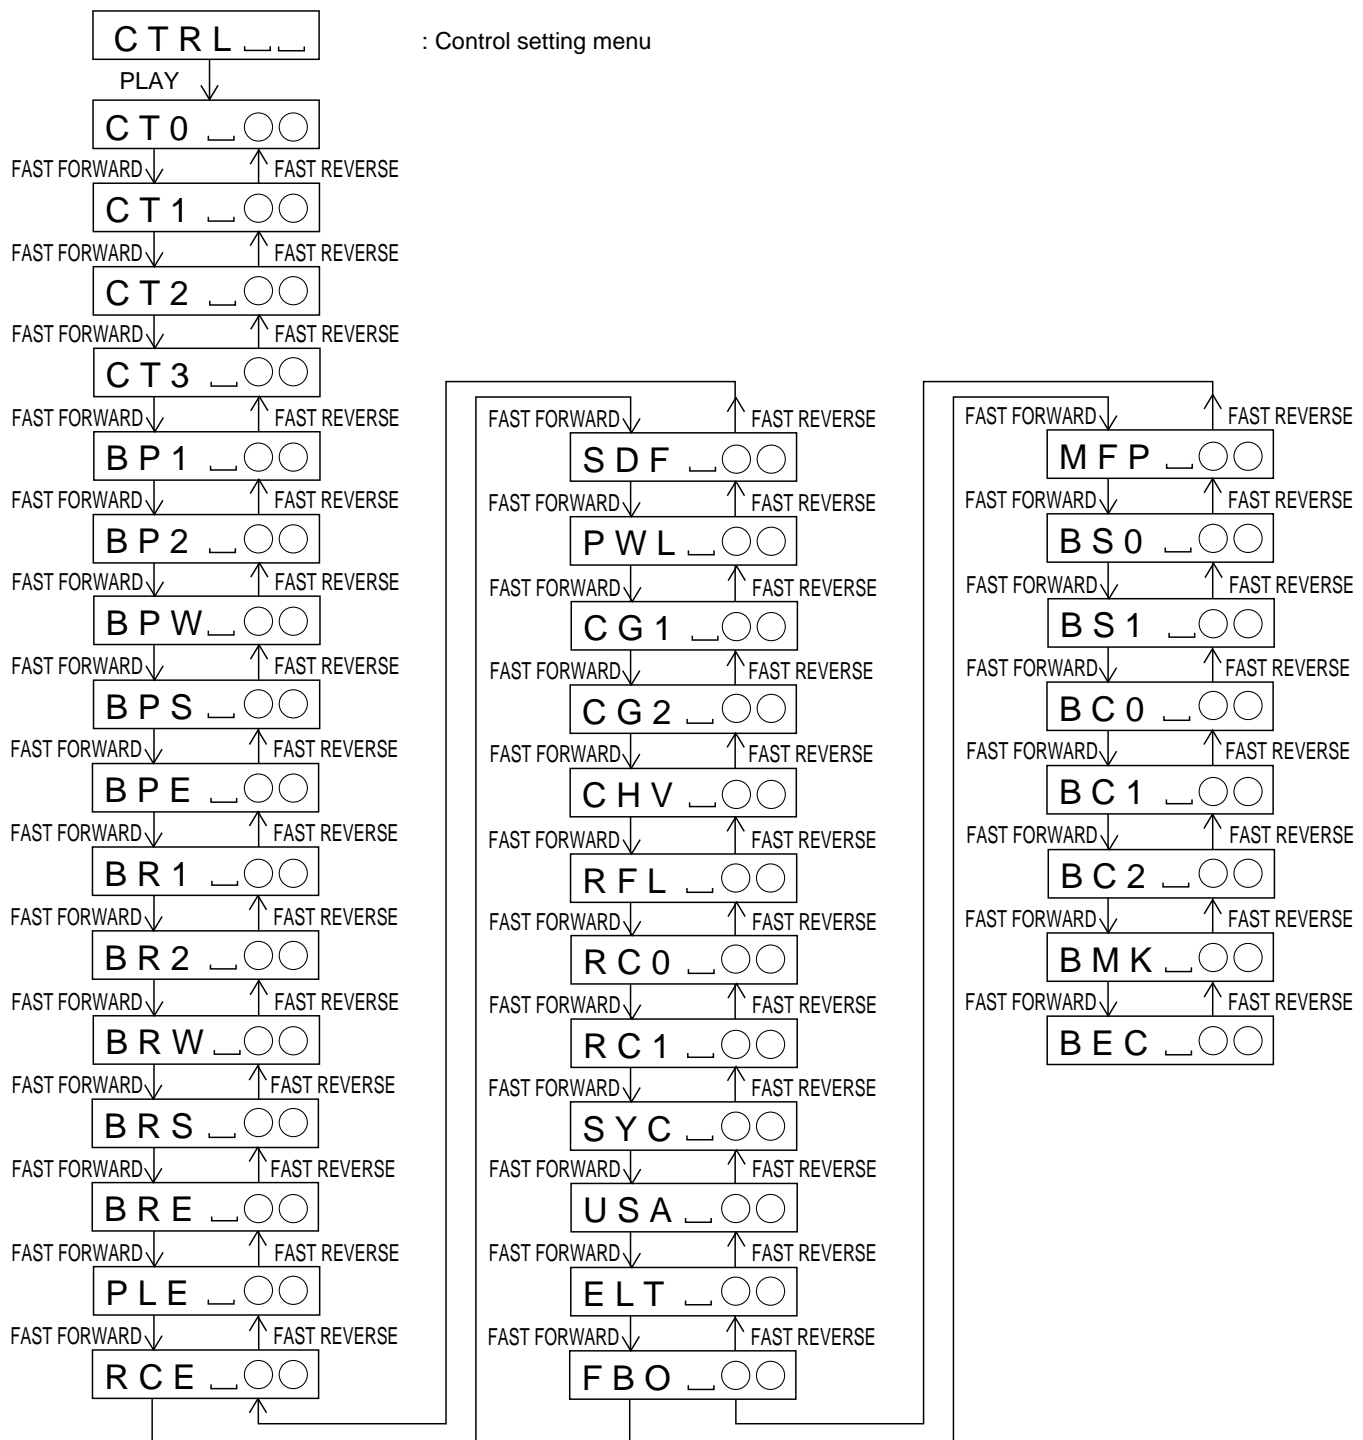 CTRL⎵⎵ : Control setting menu
PLAY
CT0⎵○○
FAST FORWARD FAST REVERSE
CT1⎵○○
FAST FORWARD FAST REVERSE
CT2⎵○○
FAST FORWARD FAST REVERSE
CT3⎵○○
FAST FORWARD FAST REVERSE
BP1⎵○○
FAST FORWARD FAST REVERSE
BP2⎵○○
FAST FORWARD FAST REVERSE
BPW⎵○○
FAST FORWARD FAST REVERSE
BPS⎵○○
FAST FORWARD FAST REVERSE
BPE⎵○○
FAST FORWARD FAST REVERSE
BR1⎵○○
FAST FORWARD FAST REVERSE
BR2⎵○○
FAST FORWARD FAST REVERSE
BRW⎵○○
FAST FORWARD FAST REVERSE
BRS⎵○○
FAST FORWARD FAST REVERSE
BRE⎵○○
FAST FORWARD FAST REVERSE
PLE⎵○○
FAST FORWARD FAST REVERSE
RCE⎵○○
FAST FORWARD FAST REVERSE
SDF⎵○○
FAST FORWARD FAST REVERSE
PWL⎵○○
FAST FORWARD FAST REVERSE
CG1⎵○○
FAST FORWARD FAST REVERSE
CG2⎵○○
FAST FORWARD FAST REVERSE
CHV⎵○○
FAST FORWARD FAST REVERSE
RFL⎵○○
FAST FORWARD FAST REVERSE
RC0⎵○○
FAST FORWARD FAST REVERSE
RC1⎵○○
FAST FORWARD FAST REVERSE
SYC⎵○○
FAST FORWARD FAST REVERSE
USA⎵○○
FAST FORWARD FAST REVERSE
ELT⎵○○
FAST FORWARD FAST REVERSE
FBO⎵○○
FAST FORWARD FAST REVERSE
MFP⎵○○
FAST FORWARD FAST REVERSE
BS0⎵○○
FAST FORWARD FAST REVERSE
BS1⎵○○
FAST FORWARD FAST REVERSE
BC0⎵○○
FAST FORWARD FAST REVERSE
BC1⎵○○
FAST FORWARD FAST REVERSE
BC2⎵○○
FAST FORWARD FAST REVERSE
BMK⎵○○
FAST FORWARD FAST REVERSE
BEC⎵○○